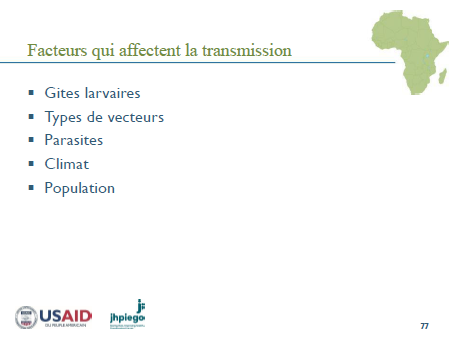 Facteurs qui affectent la transmission
▪ Gites larvaires
▪ Types de vecteurs
▪ Parasites
▪ Climat
▪ Population
USAID
jhpiego
77